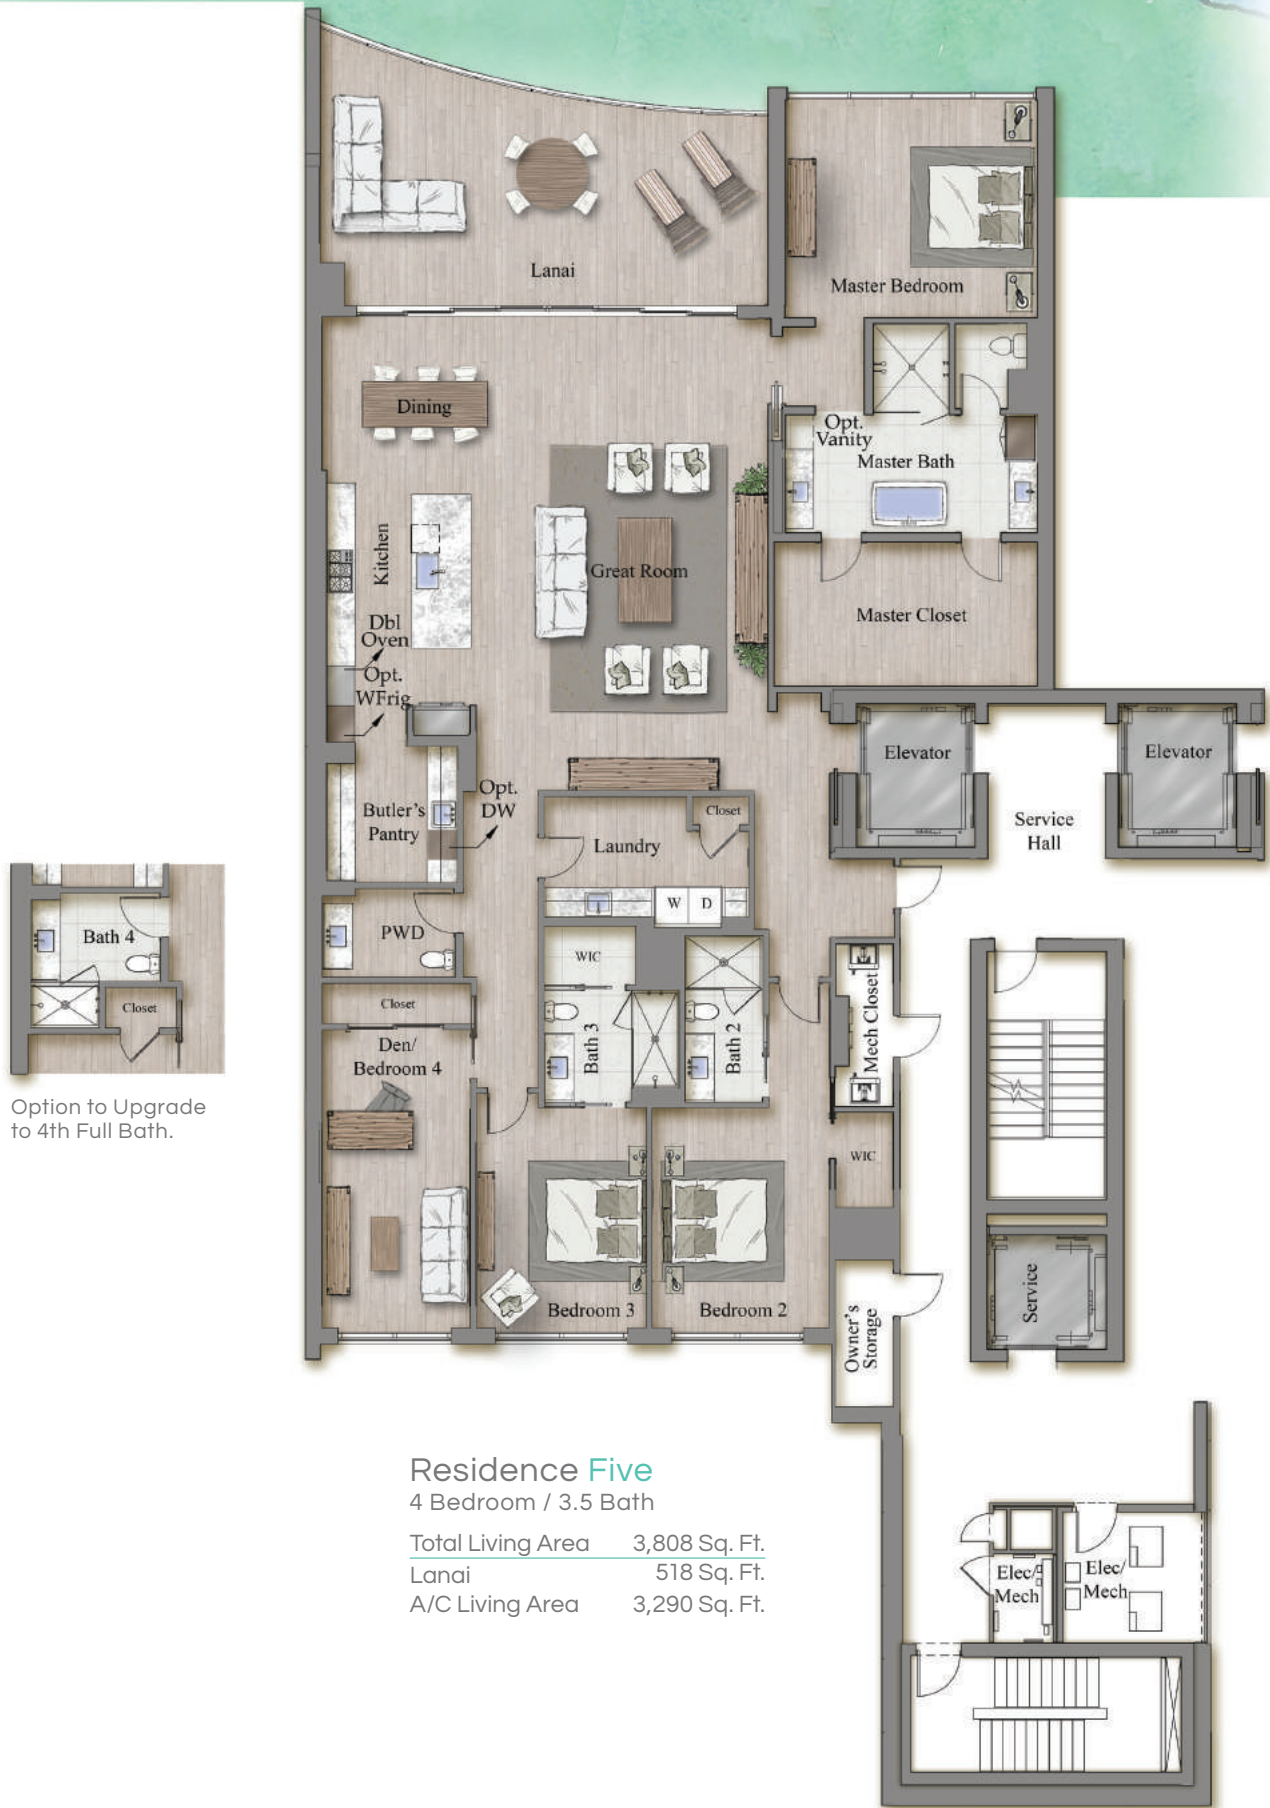 Lanai
Master Bedroom
Dining
Opt.
Vanity
Master Bath
Kitchen
Great Room
Master Closet
Dbl
Oven
Opt.
WFrig
Elevator
Elevator
Service
Hall
Butler's
Pantry
Opt.
DW
Closet
Laundry
W
D
PWD
WIC
Closet
Bath 3
Bath 2
Mech Closet
Den/
Bedroom 4
WIC
Bedroom 3
Bedroom 2
Owner's
Storage
Service
Bath 4
Closet
Option to Upgrade
to 4th Full Bath.
Residence Five
4 Bedroom / 3.5 Bath
Total Living Area 3,808 Sq. Ft.
Lanai 518 Sq. Ft.
A/C Living Area 3,290 Sq. Ft.
Elec/
Mech
Elec/
Mech